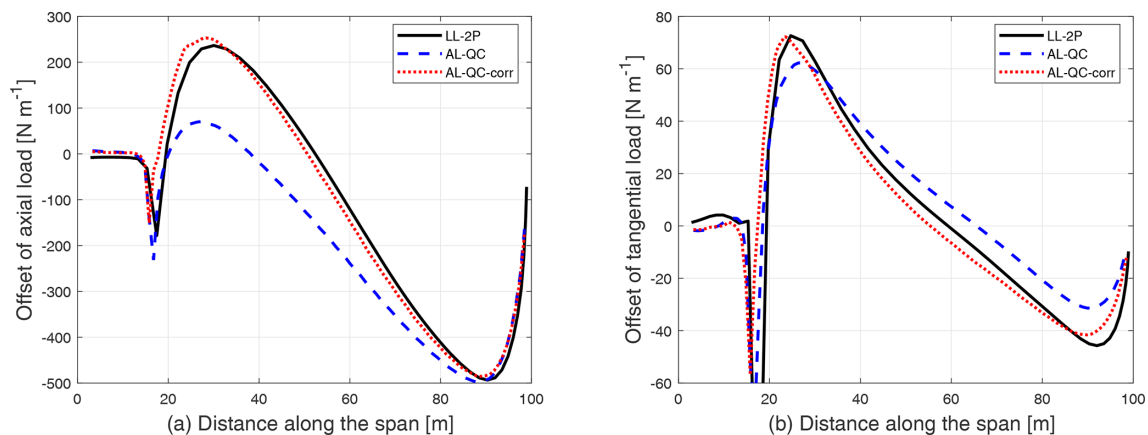 300
200
100
0
-100
-200
-300
-400
-500
0
20
40
60
80
100
Offset of axial load [N m-1]
(a) Distance along the span [m]
LL-2P
AL-QC
AL-QC-corr
80
60
40
20
0
-20
-40
-60
0
20
40
60
80
100
Offset of tangential load [N m-1]
(b) Distance along the span [m]
LL-2P
AL-QC
AL-QC-corr